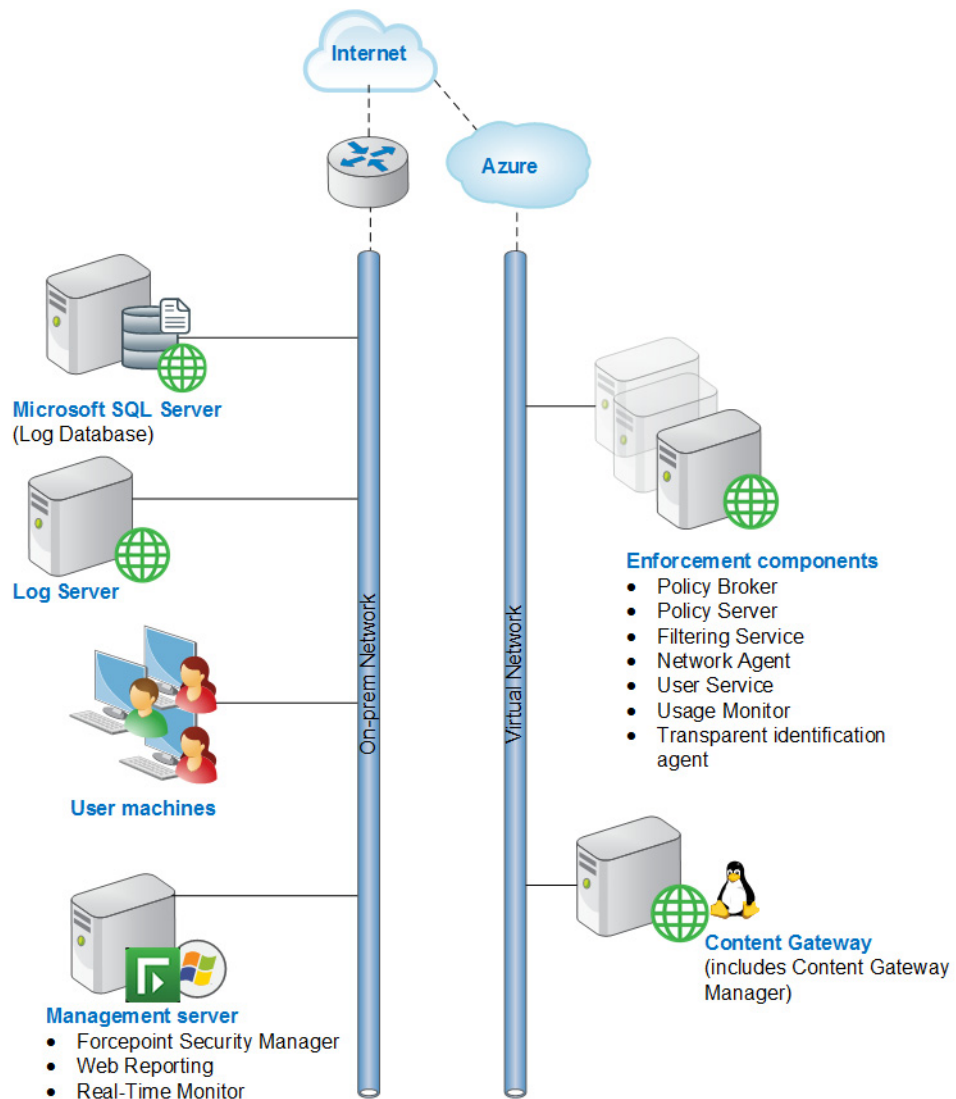 Internet
Azure
Microsoft SQL Server
(Log Database)
Log Server
User machines
Management server
• Forcepoint Security Manager
• Web Reporting
• Real-Time Monitor
On-prem Network
Virtual Network
Enforcement components
• Policy Broker
• Policy Server
• Filtering Service
• Network Agent
• User Service
• Usage Monitor
• Transparent identification
agent
Content Gateway
(includes Content Gateway
Manager)